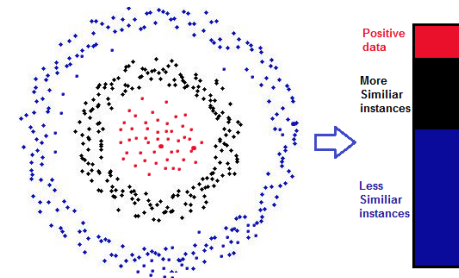 Positive
data
More
Similiar
instances
Less
Similiar
instances